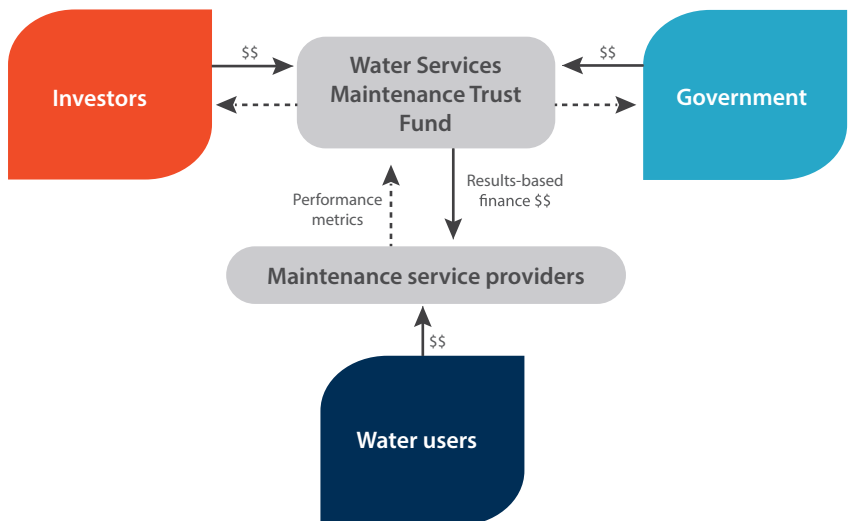 $$
$$
Investors
Water Services
Maintenance Trust
Fund
Government
Performance
metrics
Results-based
finance $$
Maintenance service providers
$$
Water users